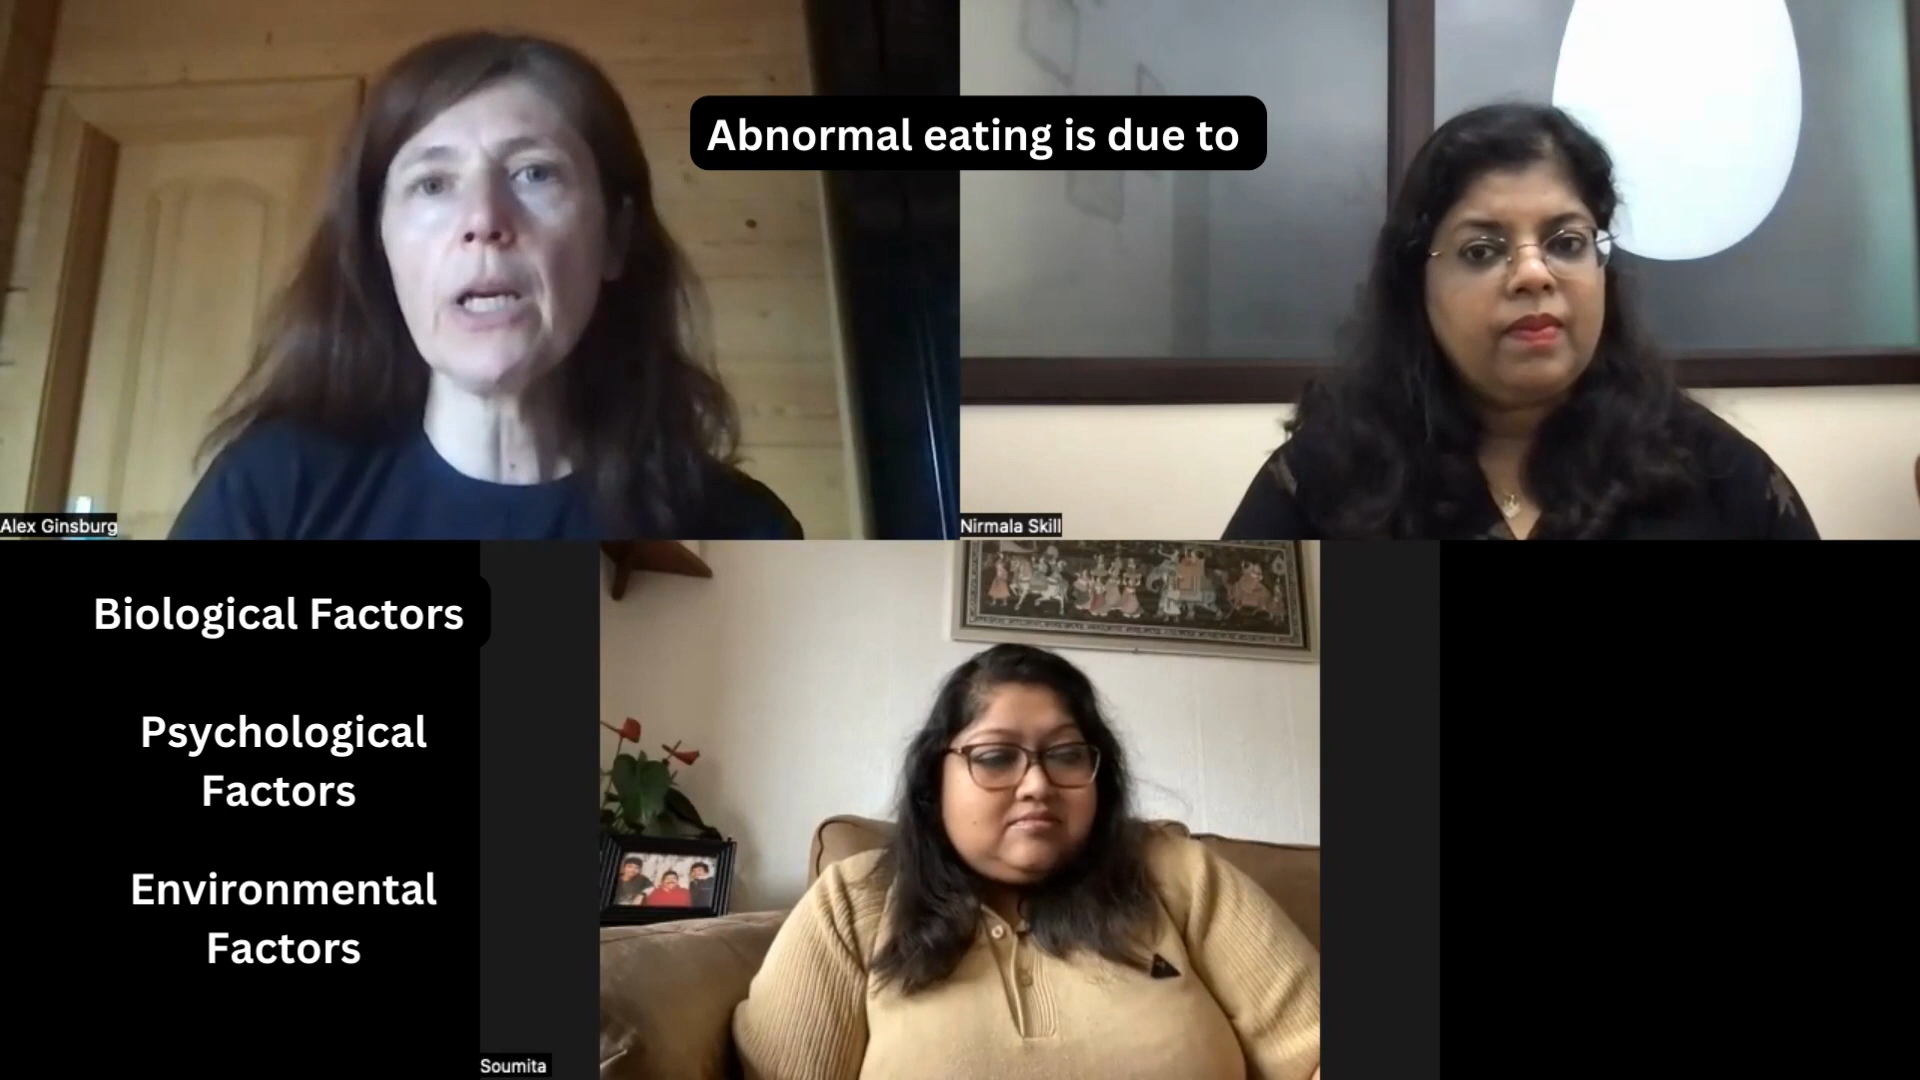 Abnormal eating is due to
Alex Ginsburg
Nirmala Skill
Biological Factors
Psychological
Factors
Environmental
Factors
Soumita